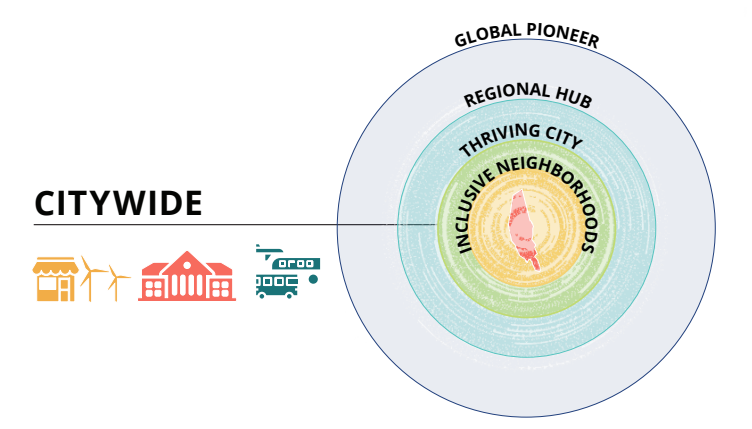 GLOBAL PIONEER
REGIONAL HUB
THRIVING CITY
INCLUSIVE NEIGHBORHOODS
CITYWIDE